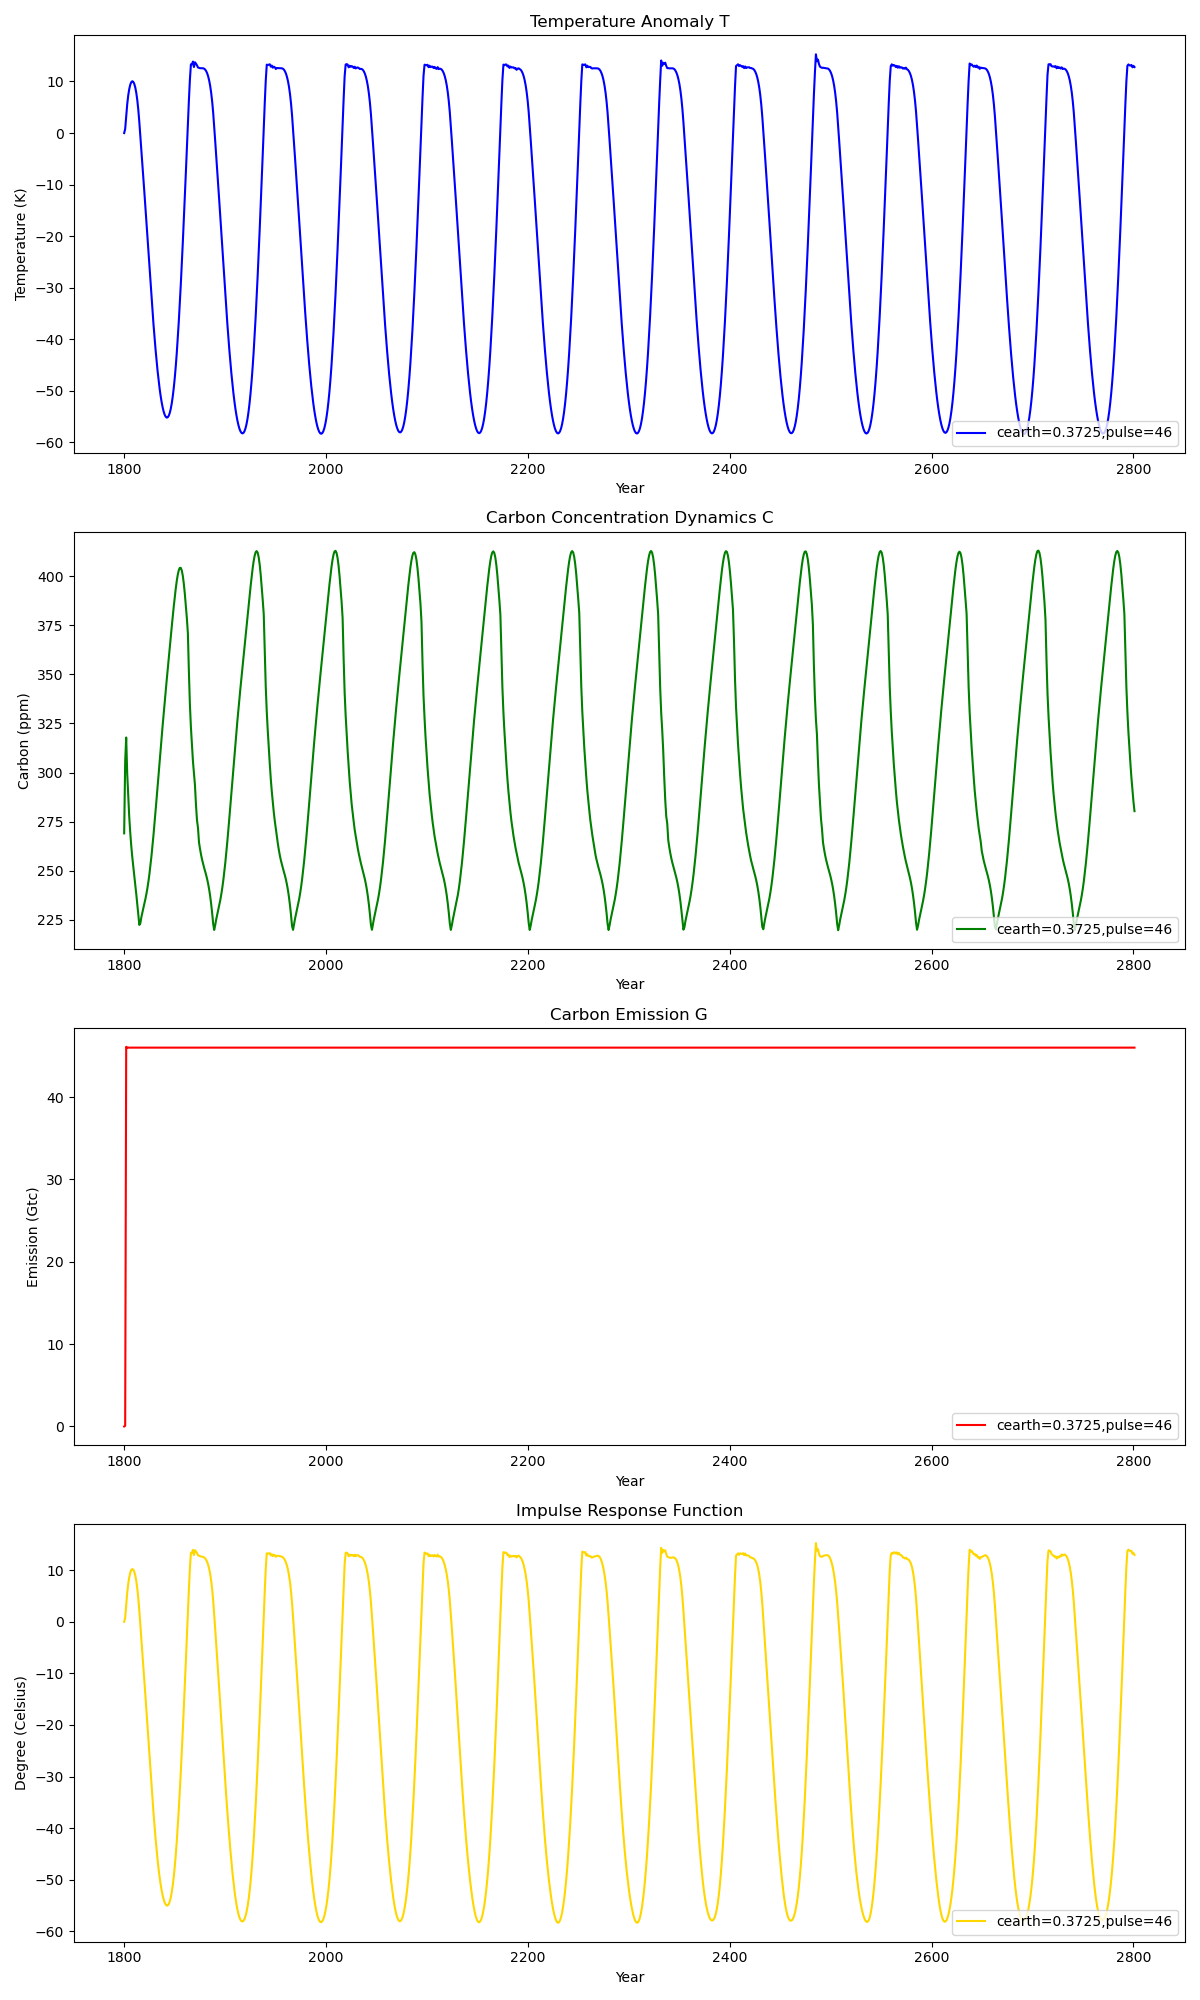 Temperature Anomaly T
Temperature (K)
10
0
−10
−20
−30
−40
−50
−60
cearth=0.3725,pulse=46
1800 2000 2200 2400 2600 2800
Year
Carbon Concentration Dynamics C
Carbon (ppm)
400
375
350
325
300
275
250
225
cearth=0.3725,pulse=46
1800 2000 2200 2400 2600 2800
Year
Carbon Emission G
Emission (Gtc)
40
30
20
10
0
cearth=0.3725,pulse=46
1800 2000 2200 2400 2600 2800
Year
Impulse Response Function
Degree (Celsius)
10
0
−10
−20
−30
−40
−50
−60
cearth=0.3725,pulse=46
1800 2000 2200 2400 2600 2800
Year